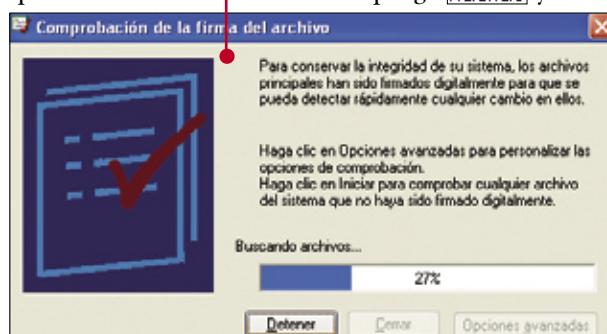 Comprobación de la firma del archivo
Para conservar la integridad de su sistema, los archivos
principales han sido firmados digitalmente para que se
pueda detectar rápidamente cualquier cambio en ellos.
Haga clic en Opciones avanzadas para personalizar las
opciones de comprobación.
Haga clic en Iniciar para comprobar cualquier archivo
del sistema que no haya sido firmado digitalmente.
Buscando archivos...
27%
Detener Cerrar Opciones avanzadas